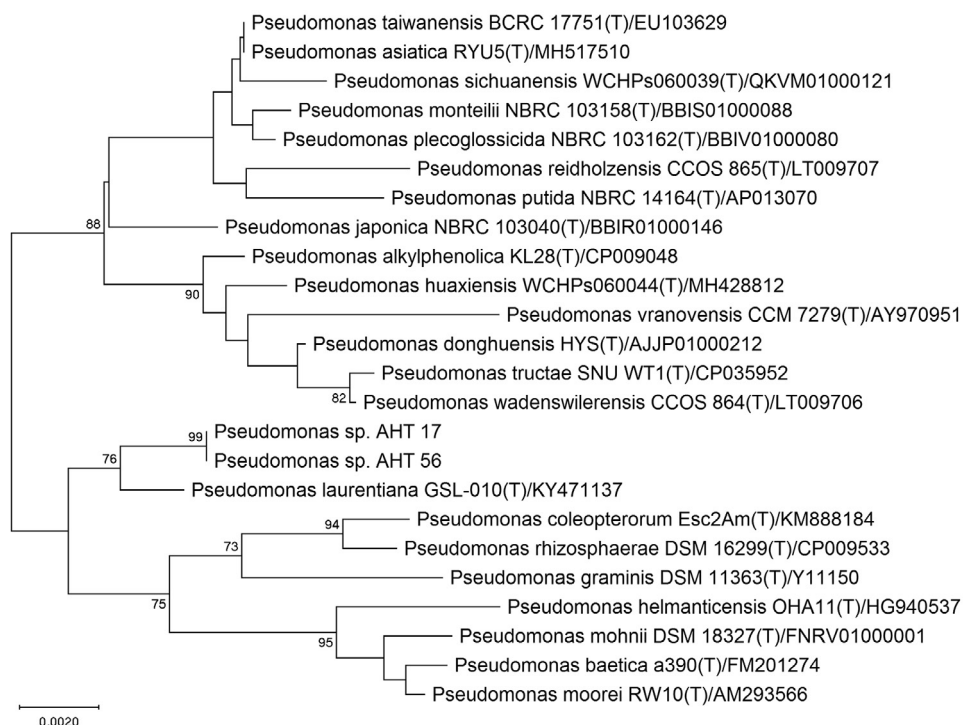 Pseudomonas taiwanensis BCRC 17751(T)/EU103629
Pseudomonas asiatica RYU5(T)/MH517510
Pseudomonas sichuanensis WCHPs060039(T)/QKVM01000121
Pseudomonas monteilii NBRC 103158(T)/BBIS01000088
Pseudomonas plecoglossicida NBRC 103162(T)/BBIV01000080
Pseudomonas reidholzensis CCOS 865(T)/LT009707
Pseudomonas putida NBRC 14164(T)/AP013070
88
Pseudomonas japonica NBRC 103040(T)/BBIR01000146
Pseudomonas alkylphenolica KL28(T)/CP009048
90
Pseudomonas huaxiensis WCHPs060044(T)/MH428812
Pseudomonas vranovensis CCM 7279(T)/AY970951
Pseudomonas donghuensis HYS(T)/AJJP01000212
Pseudomonas tructae SNU WT1(T)/CP035952
82
Pseudomonas wadenswilerensis CCOS 864(T)/LT009706
99
Pseudomonas sp. AHT 17
76
Pseudomonas sp. AHT 56
Pseudomonas laurentiana GSL-010(T)/KY471137
94
Pseudomonas coleopterorum Esc2Am(T)/KM888184
73
Pseudomonas rhizosphaerae DSM 16299(T)/CP009533
Pseudomonas graminis DSM 11363(T)/Y11150
75
Pseudomonas helmanticensis OHA11(T)/HG940537
95
Pseudomonas mohnii DSM 18327(T)/FNRV01000001
Pseudomonas baetica a390(T)/FM201274
Pseudomonas moorei RW10(T)/AM293566
0.0020